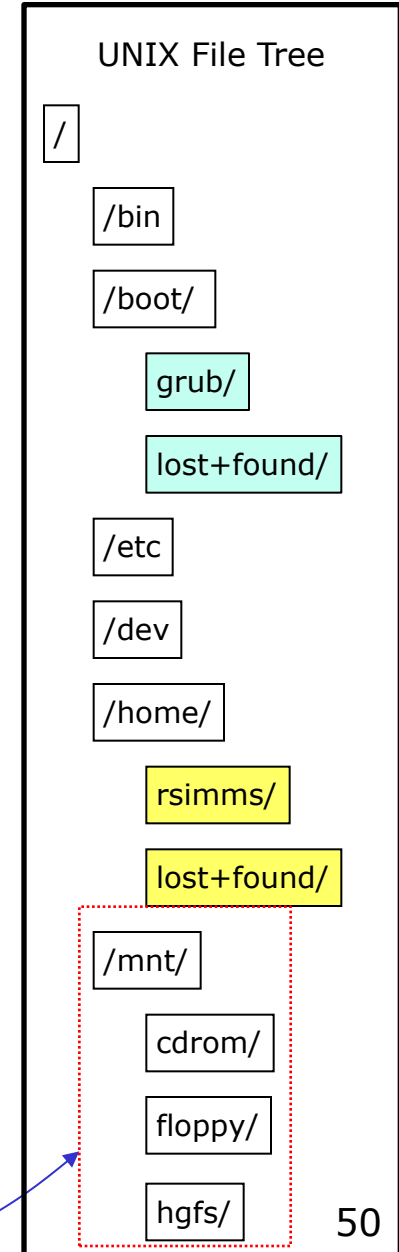 UNIX File Tree
/
/bin
/boot/
grub/
lost+found/
/etc
/dev
/home/
rsimms/
lost+found/
/mnt/
cdrom/
floppy/
hgfs/
50